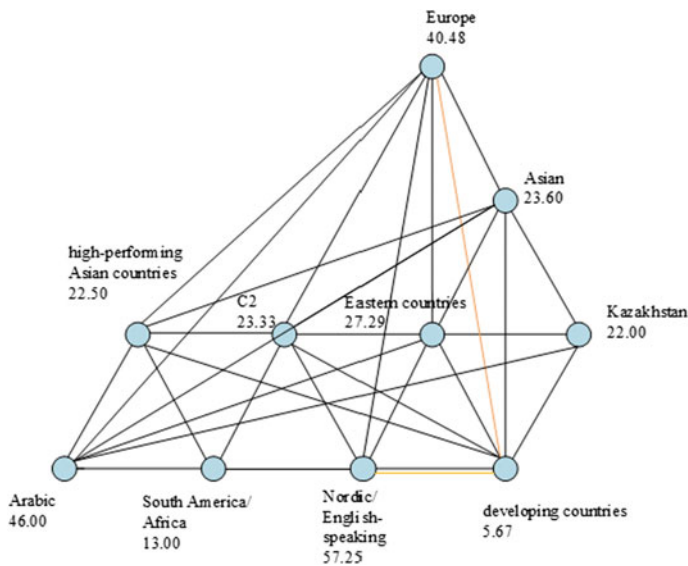 Europe
40.48
Asian
23.60
high-performing
Asian countries
22.50
C2
23.33
Eastern countries
27.29
Kazakhstan
22.00
Arabic
46.00
South America/
Africa
13.00
Nordic/
English-
speaking
57.25
developing countries
5.67